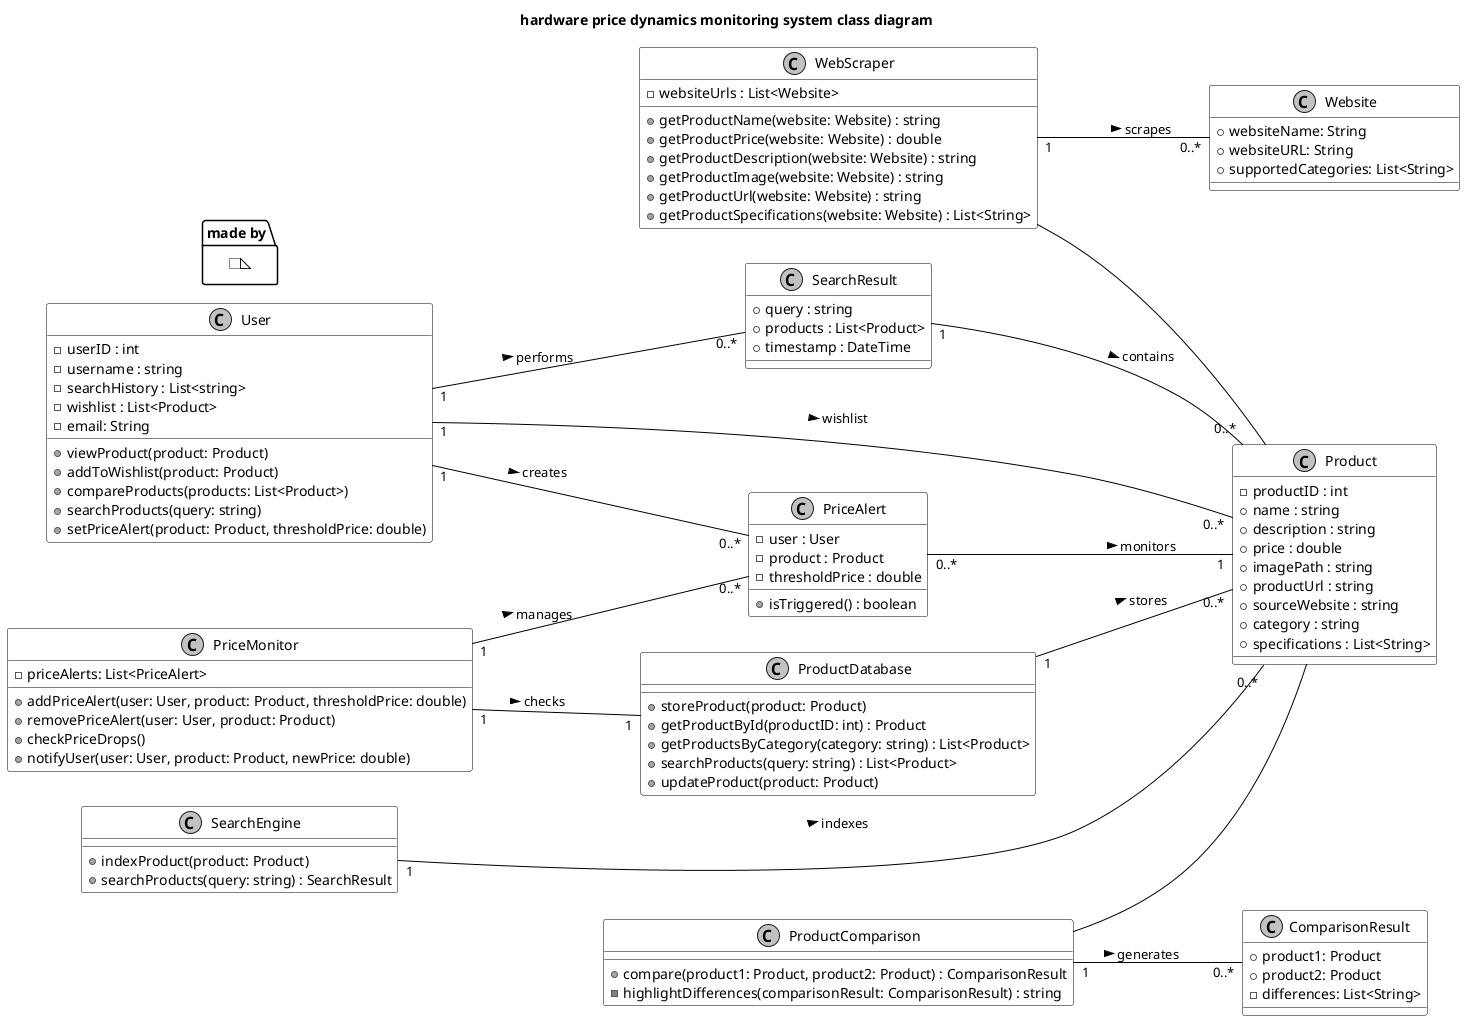 hardware price dynamics monitoring system class diagram
made by
User
userID : int
username : string
searchHistory : List<string>
wishlist : List<Product>
email: String
viewProduct(product: Product)
addToWishlist(product: Product)
compareProducts(products: List<Product>)
searchProducts(query: string)
setPriceAlert(product: Product, thresholdPrice: double)
PriceMonitor
priceAlerts: List<PriceAlert>
addPriceAlert(user: User, product: Product, thresholdPrice: double)
removePriceAlert(user: User, product: Product)
checkPriceDrops()
notifyUser(user: User, product: Product, newPrice: double)
SearchEngine
indexProduct(product: Product)
searchProducts(query: string) : SearchResult
WebScraper
websiteUrls : List<Website>
getProductName(website: Website) : string
getProductPrice(website: Website) : double
getProductDescription(website: Website) : string
getProductImage(website: Website) : string
getProductUrl(website: Website) : string
getProductSpecifications(website: Website) : List<String>
SearchResult
query : string
products : List<Product>
timestamp : DateTime
PriceAlert
user : User
product : Product
thresholdPrice : double
isTriggered() : boolean
ProductDatabase
storeProduct(product: Product)
getProductById(productID: int) : Product
getProductsByCategory(category: string) : List<Product>
searchProducts(query: string) : List<Product>
updateProduct(product: Product)
ProductComparison
compare(product1: Product, product2: Product) : ComparisonResult
highlightDifferences(comparisonResult: ComparisonResult) : string
Website
websiteName: String
websiteURL: String
supportedCategories: List<String>
Product
productID : int
name : string
description : string
price : double
imagePath : string
productUrl : string
sourceWebsite : string
category : string
specifications : List<String>
ComparisonResult
product1: Product
product2: Product
differences: List<String>
performs
1
0..*
wishlist
1
0..*
creates
1
0..*
manages
1
0..*
checks
1
1
indexes
1
0..*
scrapes
1
0..*
contains
1
0..*
monitors
0..*
1
stores
1
0..*
generates
1
0..*